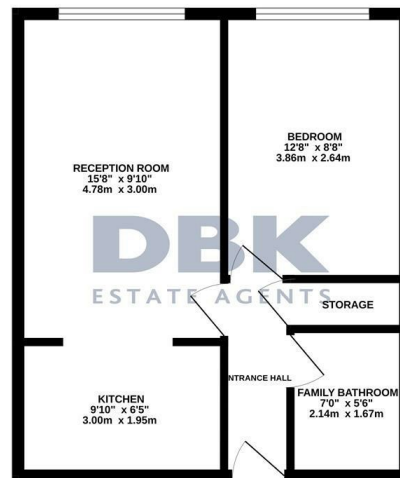 RECEPTION ROOM
15'8" x 9'10"
4.78m x 3.00m
BEDROOM
12'8" x 8'8"
3.86m x 2.64m
DBK
ESTATE AGENTS
STORAGE
KITCHEN
9'10" x 6'5"
3.00m x 1.95m
NTRANCE HALL
FAMILY BATHROOM
7'0" x 5'6"
2.14m x 1.67m